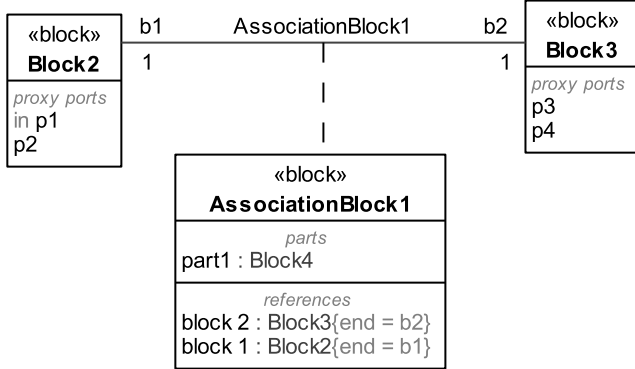 «block»
Block2
proxy ports
in p1
p2
b1
1
AssociationBlock1
b2
1
«block»
Block3
proxy ports
p3
p4
«block»
AssociationBlock1
parts
part1 : Block4
references
block 2 : Block3{end = b2}
block 1 : Block2{end = b1}